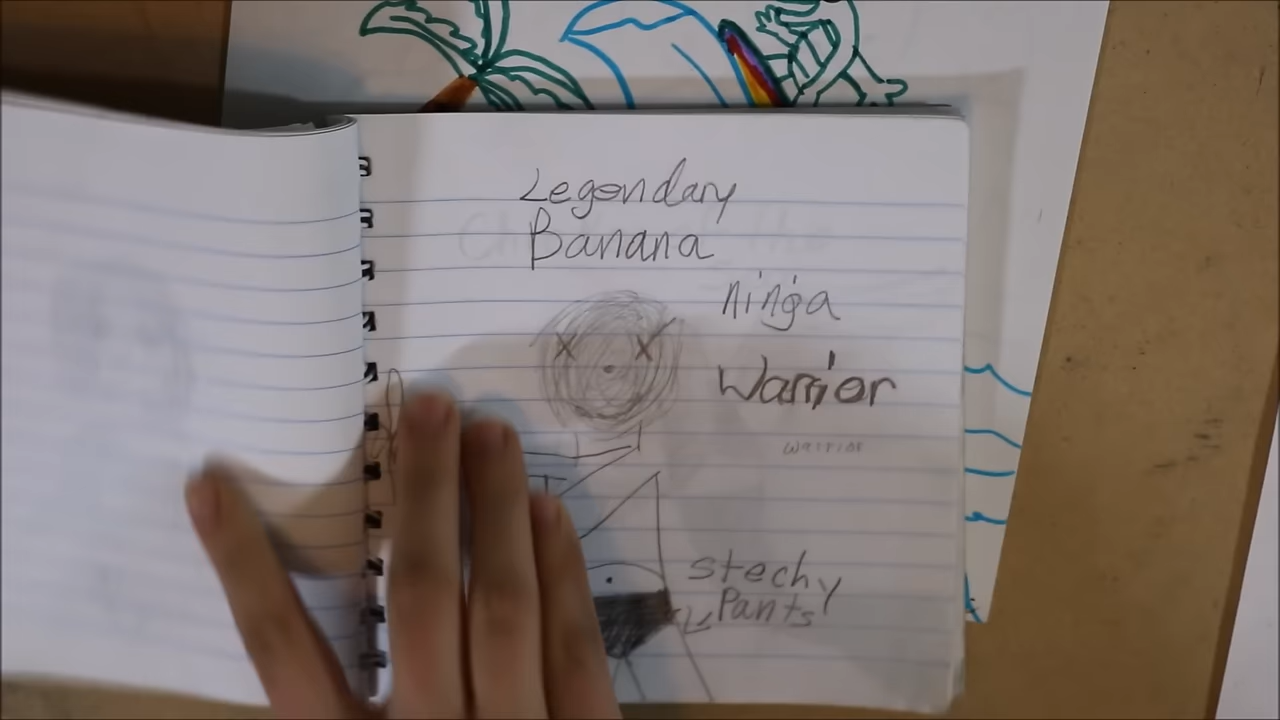 Legendary
Banana
ninja
Warrior
warrior
stechy
Pants